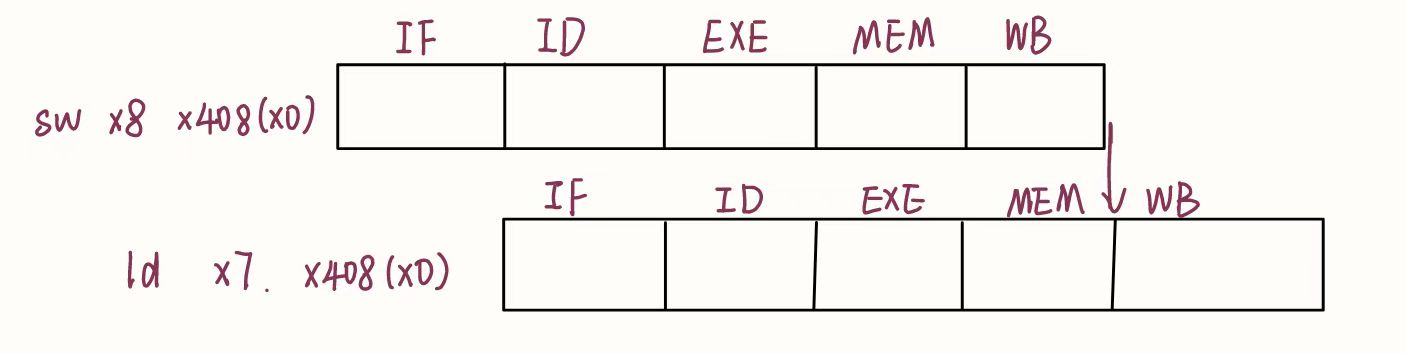 IF ID EXE MEM WB
sw x8 x408(x0)
IF ID EXE MEM WB
ld x7. x408(x0)